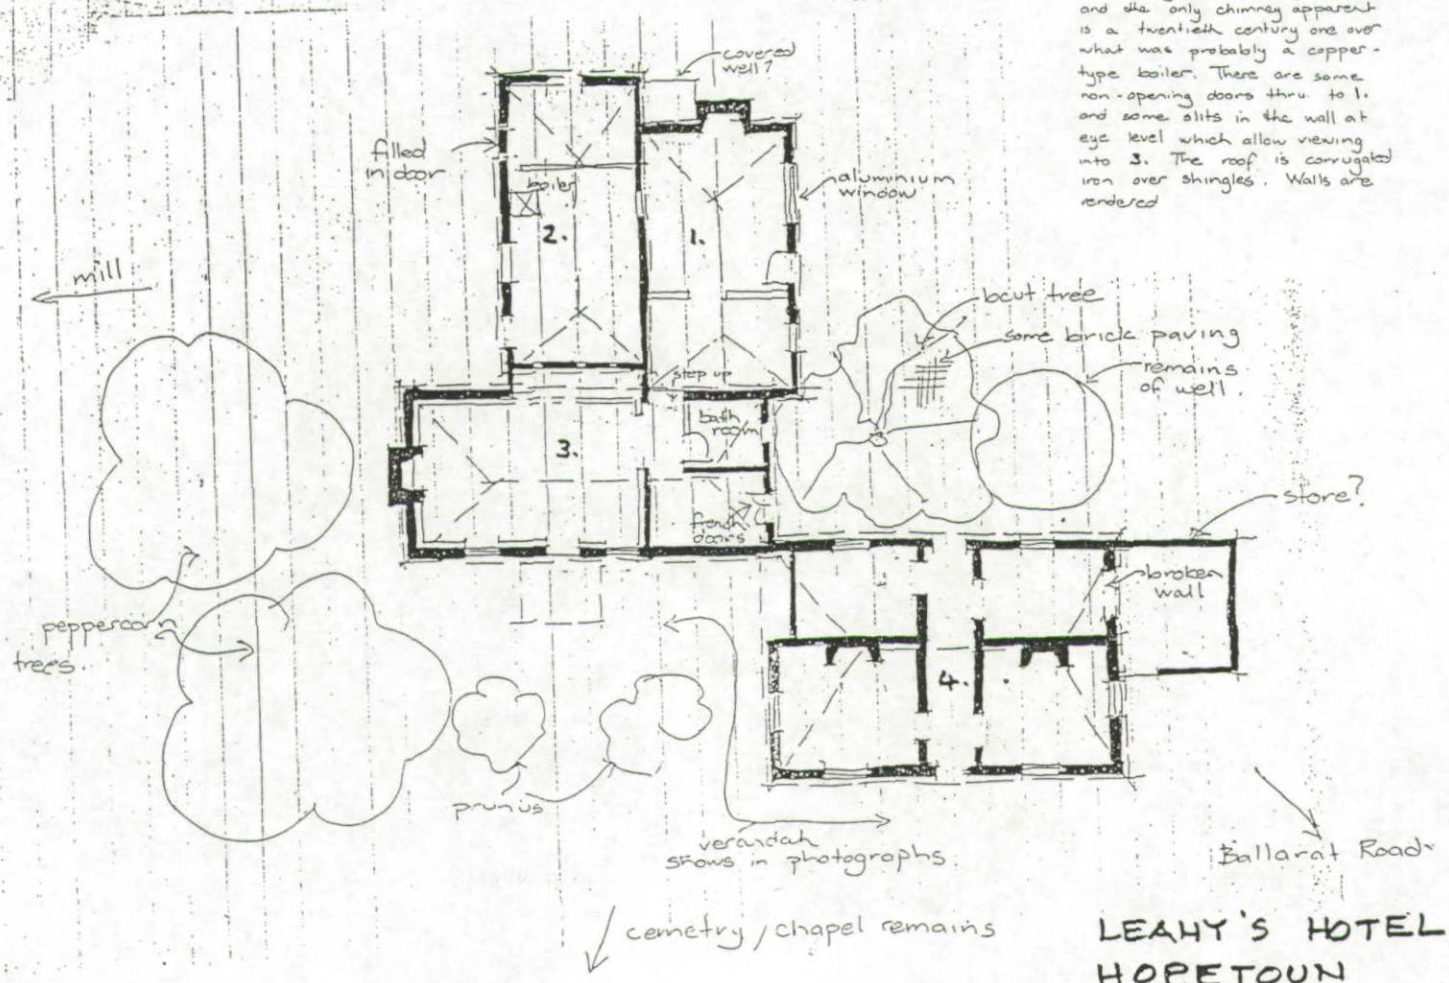 and the only chimney apparent
is a twentieth century one over
what was probably a copper-
type boiler. There are some
non-opening doors thru to 1.
and some slits in the wall at
eye level which allow viewing
into 3. The roof is corrugated
iron over shingles. Walls are
rendered
covered
well?
filled
in door
boiler
aluminium
window
2.
1.
mill
locut tree
some brick paving
remains
of well
step up
bath
room
3.
french
doors
store?
broken
wall
peppercorn
trees.
4.
prunus
verandah
shows in photographs
Ballarat Road
cemetry / chapel remains
LEAHY'S HOTEL
HOPETOUN